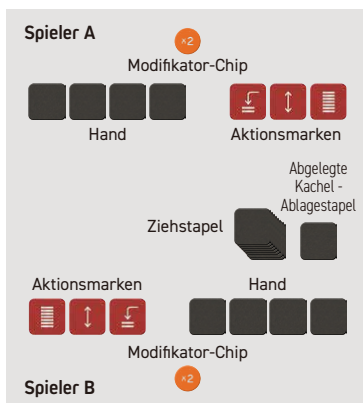 Spieler A
×2
Modifikator-Chip
Hand
Aktionsmarken
Abgelegte
Kachel -
Ablagestapel
Ziehstapel
Aktionsmarken
Hand
Modifikator-Chip
×2
Spieler B